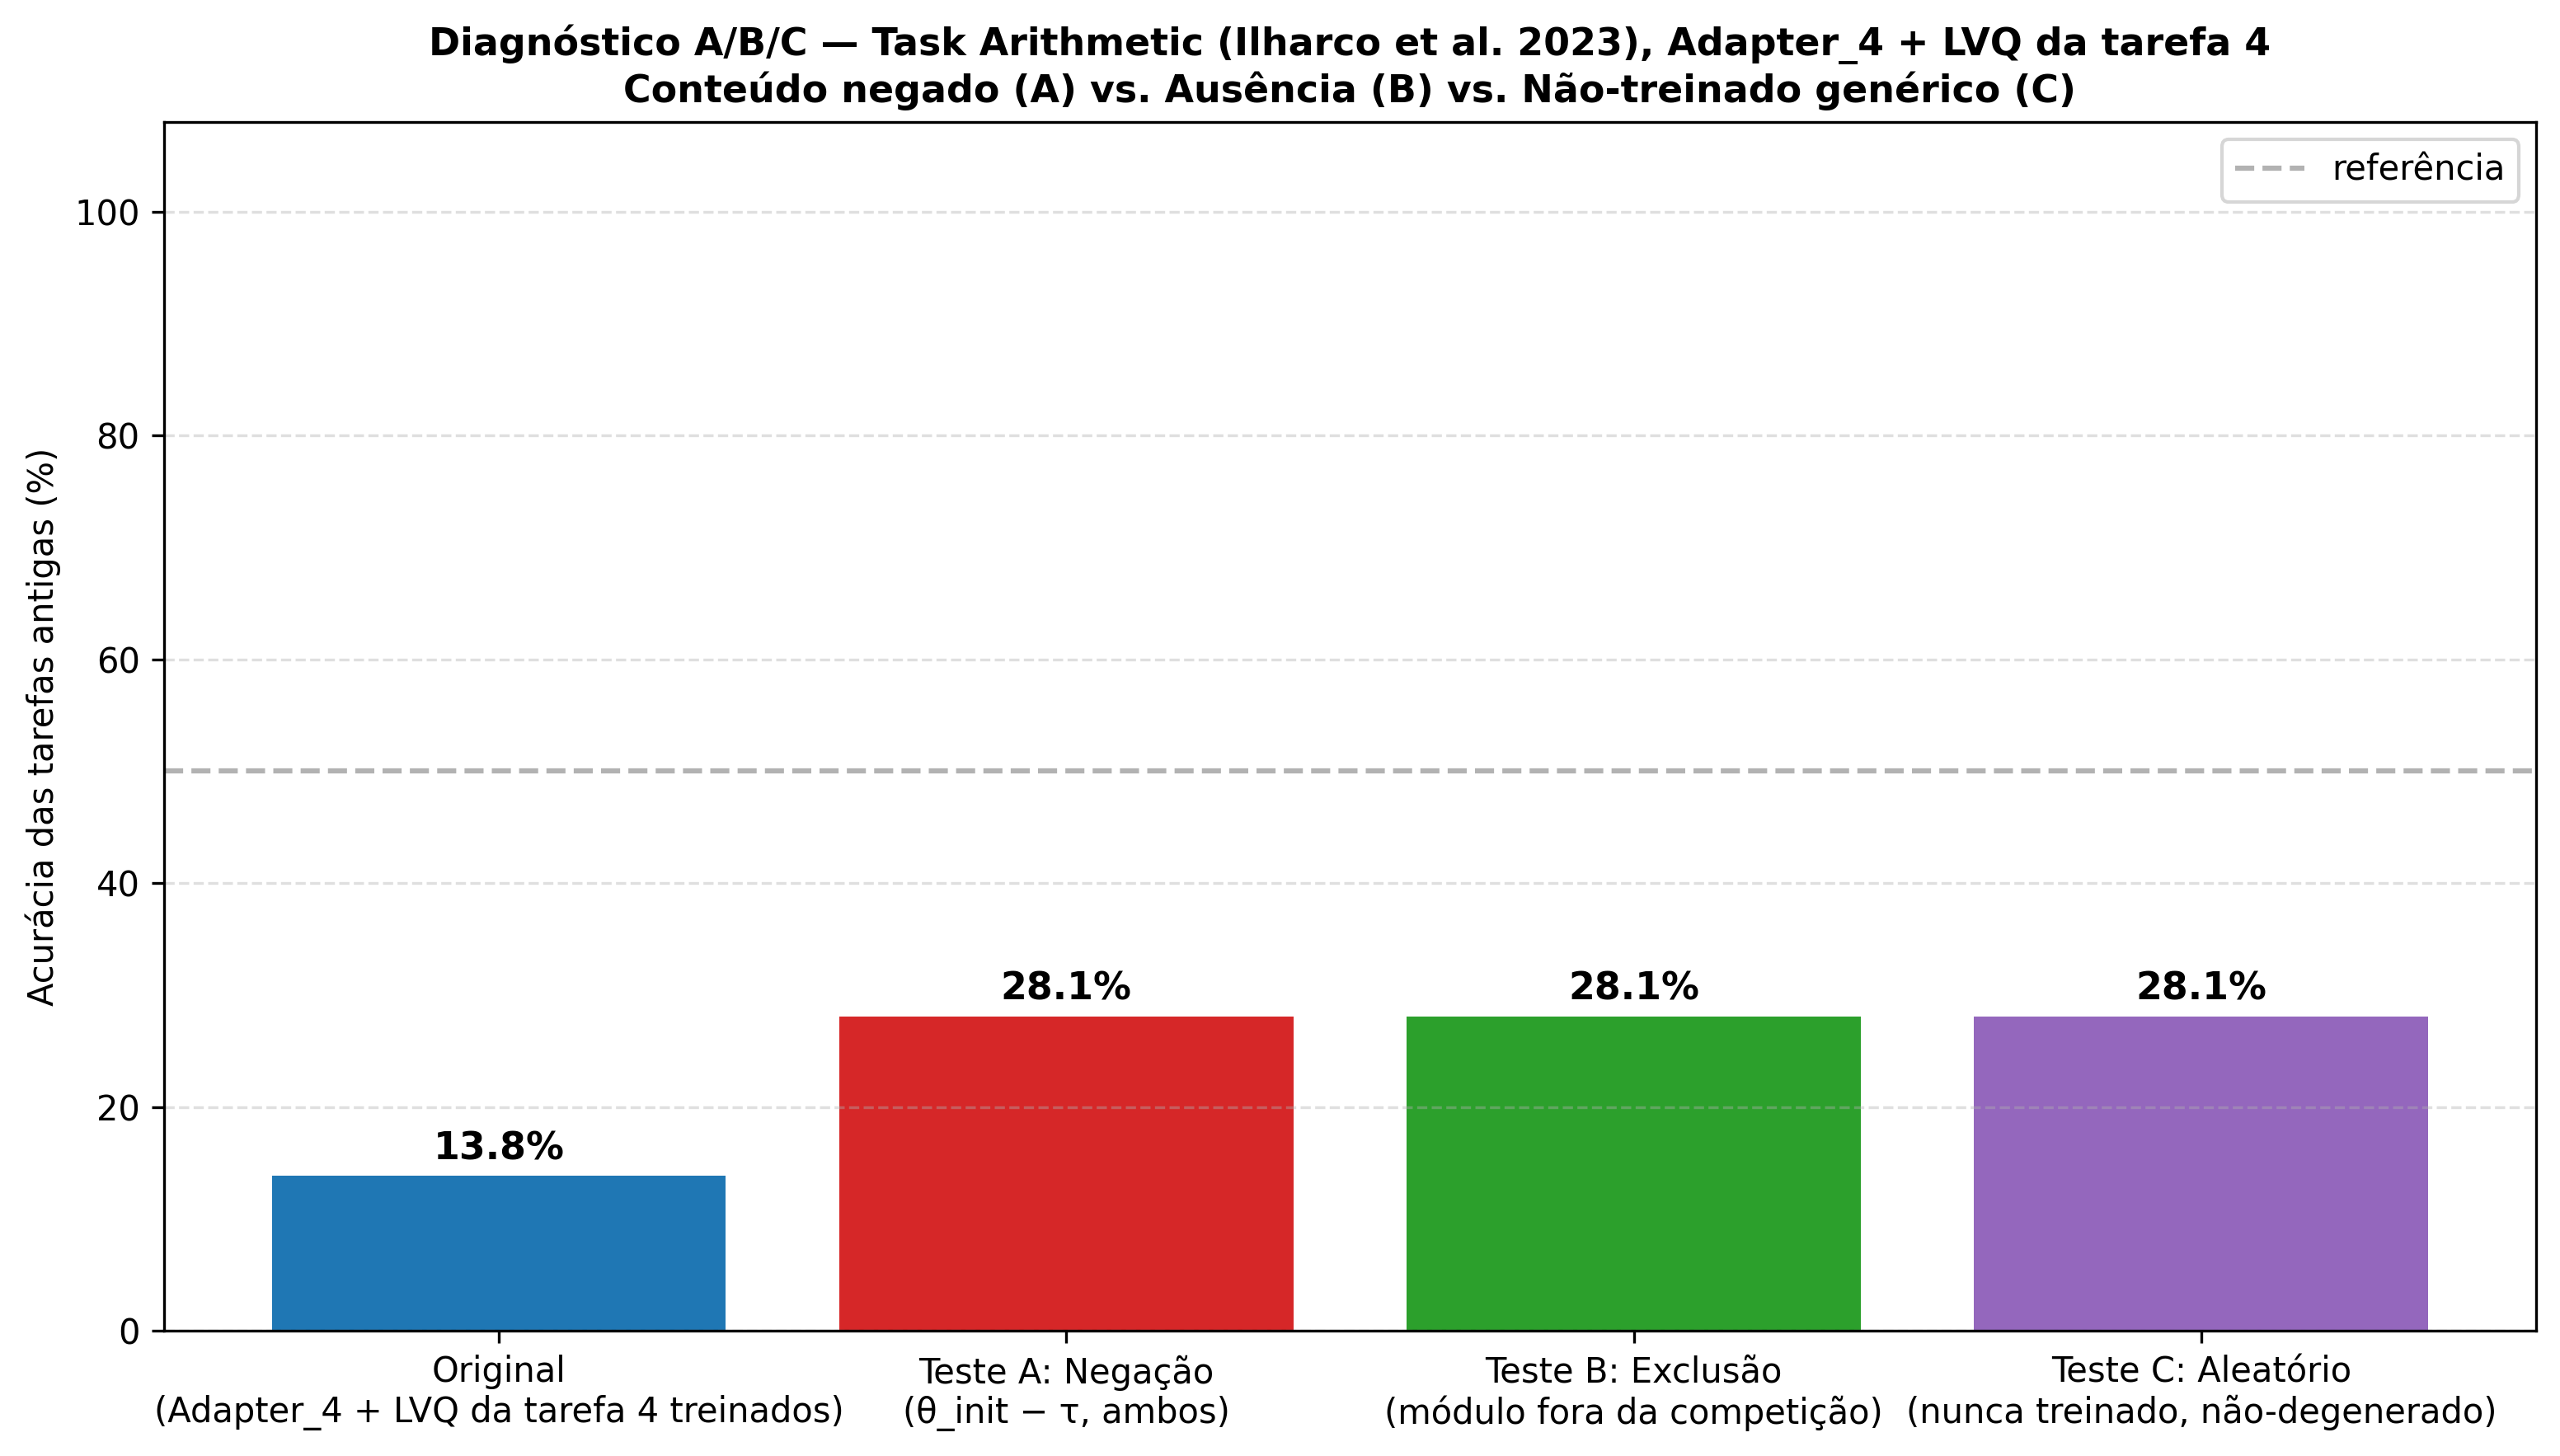 Diagnóstico A/B/C — Task Arithmetic (Ilharco et al. 2023), Adapter_4 + LVQ da tarefa 4
Conteúdo negado (A) vs. Ausência (B) vs. Não-treinado genérico (C)
referência
Acurácia das tarefas antigas (%)
100
80
60
40
20
0
13.8%
28.1%
28.1%
28.1%
Original
(Adapter_4 + LVQ da tarefa 4 treinados)
Teste A: Negação
(θ_init − τ, ambos)
Teste B: Exclusão
(módulo fora da competição)
Teste C: Aleatório
(nunca treinado, não-degenerado)